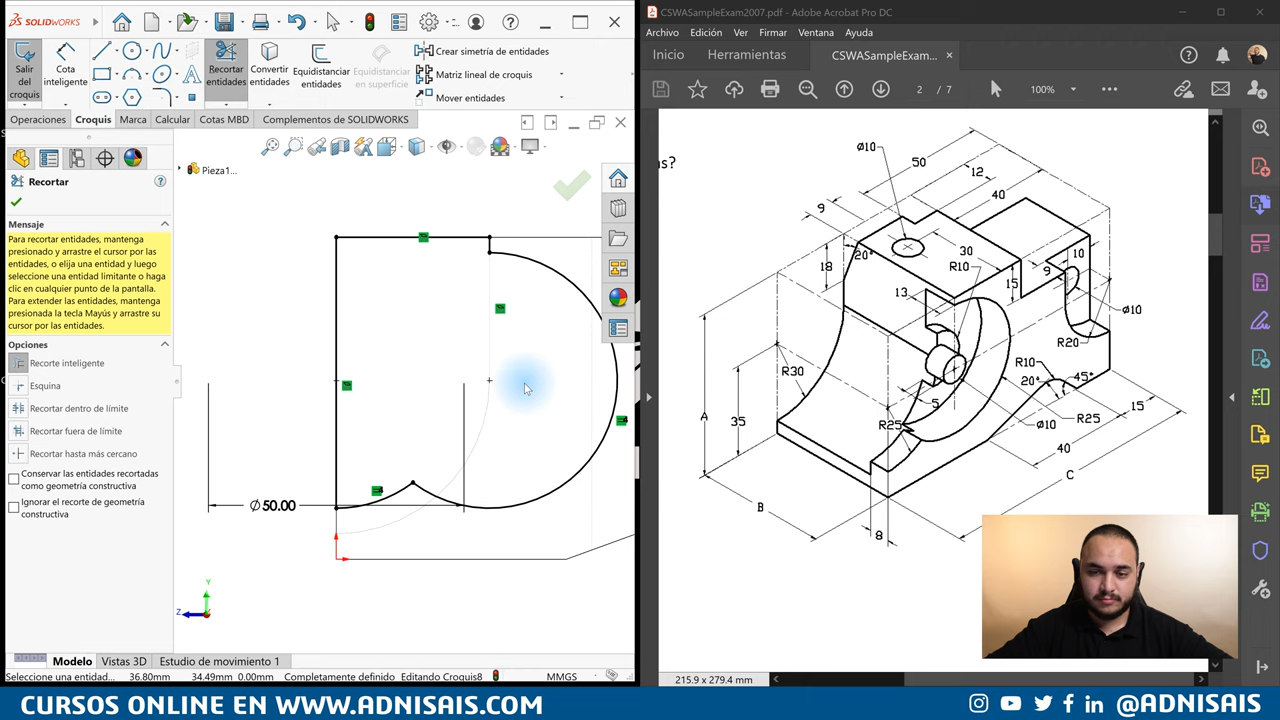 SOLIDWORKS
Salir del croquis
Cota inteligente
Recortar entidades
Convertir entidades
Equidistanciar entidades
Equidistanciar en superficie
Crear simetría de entidades
Matriz lineal de croquis
Mover entidades
Operaciones
Croquis
Marca
Calcular
Cotas MBD
Complementos de SOLIDWORKS
Pieza1...
Recortar
Mensaje
Para recortar entidades, mantenga
presionado y arrastre el cursor por las
entidades, o elija una entidad y luego
seleccione una entidad limitante o haga
clic en cualquier punto de la pantalla.
Para extender las entidades, mantenga
presionada la tecla Mayús y arrastre su
cursor por las entidades.
Opciones
Recorte inteligente
Esquina
Recortar dentro de límite
Recortar fuera de límite
Recortar hasta más cercano
Conservar las entidades recortadas
como geometría constructiva
Ignorar el recorte de geometría
constructiva
Ø50.00
Y
Z
Modelo
Vistas 3D
Estudio de movimiento 1
Seleccione una entidad...
36.80mm
34.49mm
0.00mm
Completamente definido
Editando Croquis8
MMGS
CSWASampleExam2007.pdf - Adobe Acrobat Pro DC
Archivo
Edición
Ver
Firmar
Ventana
Ayuda
Inicio
Herramientas
CSWASampleExam...
2 / 7
100%
as?
Ø10
50
12
40
9
20°
30
R10
18
15
9
10
13
Ø10
R20
R30
R10
20°
45°
A
35
5
R25
Ø10
R25
15
40
C
B
8
215.9 x 279.4 mm
CURSOS ONLINE EN WWW.ADNISAIS.COM
@ADNISAIS